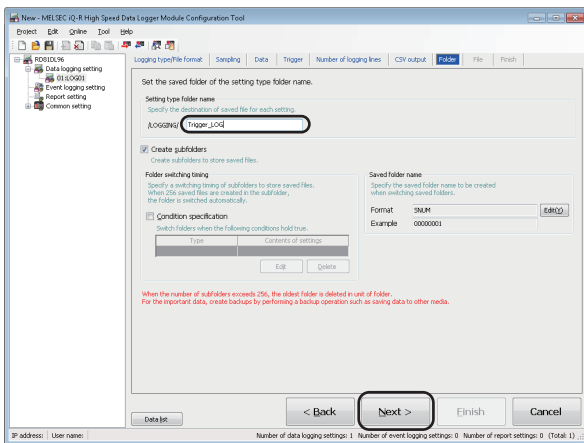 New - MELSEC iQ-R High Speed Data Logger Module Configuration Tool
Project Edit Online Tool Help
RD81DL96
Data logging setting
01:LOG01
Event logging setting
Report setting
Common setting
Logging type/File format Sampling Data Trigger Number of logging lines CSV output Folder File Finish
Set the saved folder of the setting type folder name.
Setting type folder name
Specify the destination of saved file for each setting.
/LOGGING/ Trigger_LOG
Create subfolders
Create subfolders to store saved files.
Folder switching timing
Specify a switching timing of subfolders to store saved files.
When 256 saved files are created in the subfolder,
the folder is switched automatically.
Condition specification
Switch folders when the following conditions hold true.
Type Contents of settings
Edit Delete
Saved folder name
Specify the saved folder name to be created
when switching saved folders.
Format SNUM Edit(Y)
Example 00000001
When the number of subfolders exceeds 256, the oldest folder is deleted in unit of folder.
For the important data, create backups by performing a backup operation such as saving data to other media.
Data list
< Back Next > Finish Cancel
IP address: User name: Number of data logging settings: 1 Number of event logging settings: 0 Number of report settings: 0 (Total: 1)